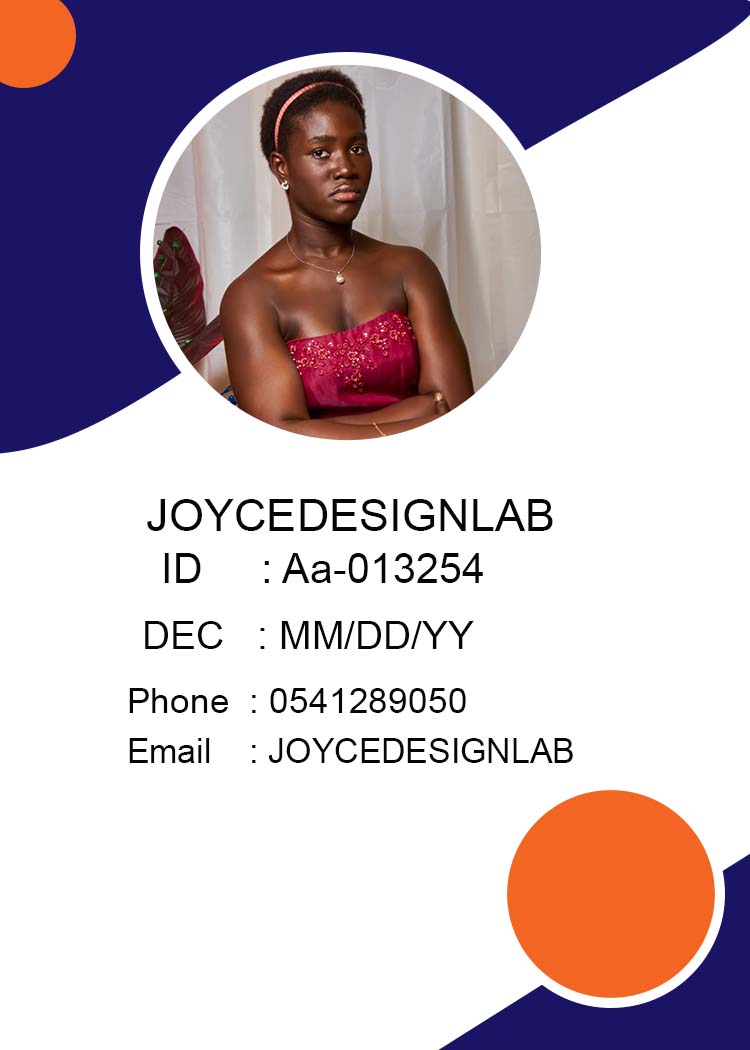 JOYCEDESIGNLAB
ID : Aa-013254
DEC : MM/DD/YY
Phone : 0541289050
Email : JOYCEDESIGNLAB